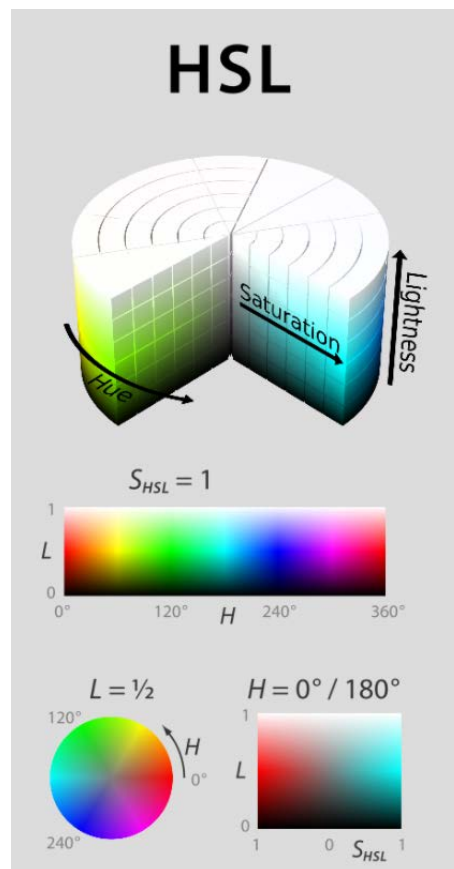 HSL
Saturation
Lightness
Hue
S_HSL = 1
1
L
0
0° 120° H 240° 360°
L = ½
120°
H
0°
240°
H = 0° / 180°
1
L
0
1 0 S_HSL 1